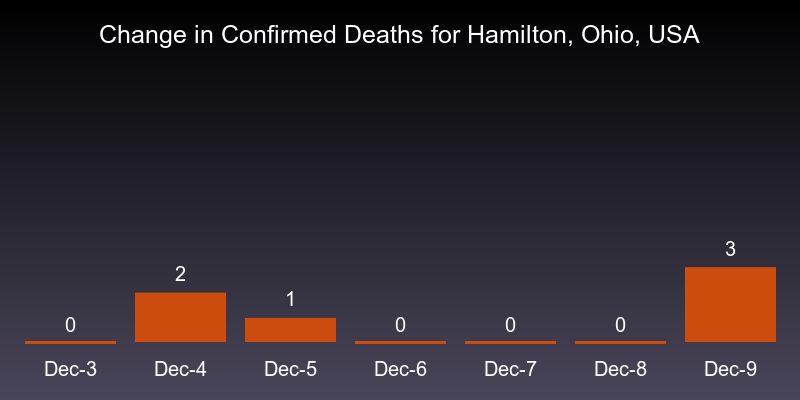 Change in Confirmed Deaths for Hamilton, Ohio, USA
3
2
1
0 0 0 0
Dec-3 Dec-4 Dec-5 Dec-6 Dec-7 Dec-8 Dec-9